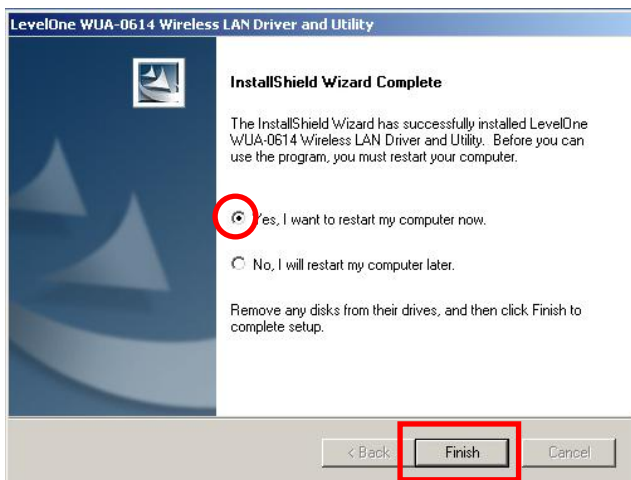 LevelOne WUA-0614 Wireless LAN Driver and Utility
InstallShield Wizard Complete
The InstallShield Wizard has successfully installed LevelOne
WUA-0614 Wireless LAN Driver and Utility.  Before you can
use the program, you must restart your computer.
Yes, I want to restart my computer now.
No, I will restart my computer later.
Remove any disks from their drives, and then click Finish to
complete setup.
< Back
Finish
Cancel